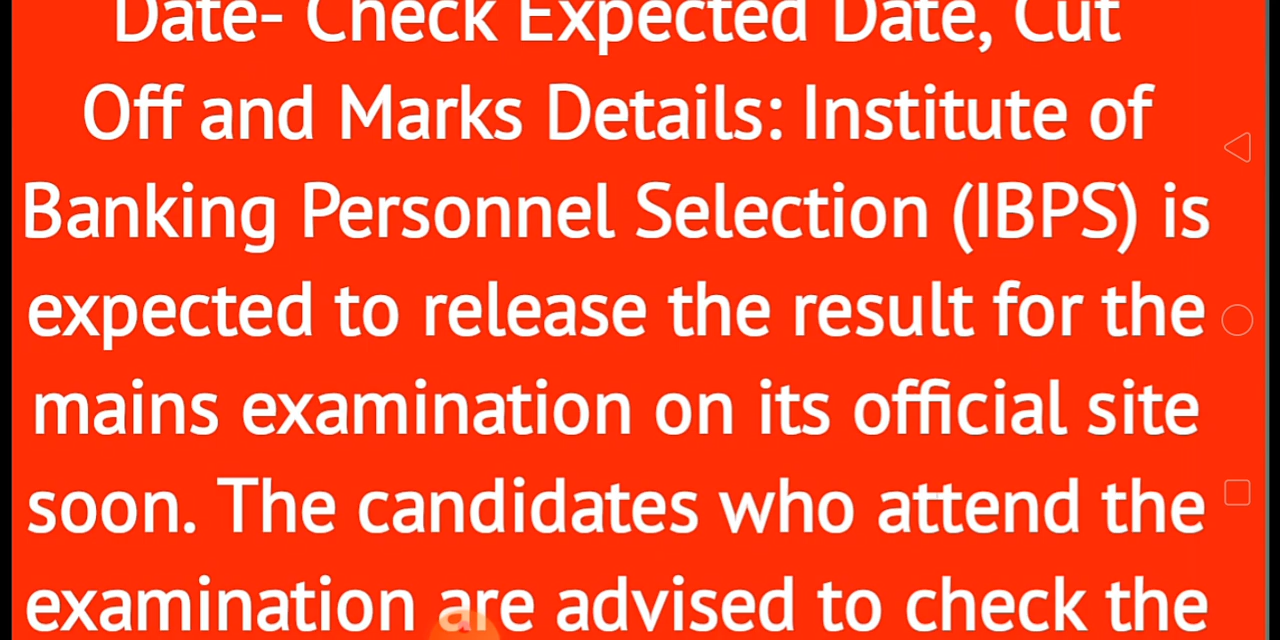 Date- Check Expected Date, Cut
Off and Marks Details: Institute of
Banking Personnel Selection (IBPS) is
expected to release the result for the
mains examination on its official site
soon. The candidates who attend the
examination are advised to check the